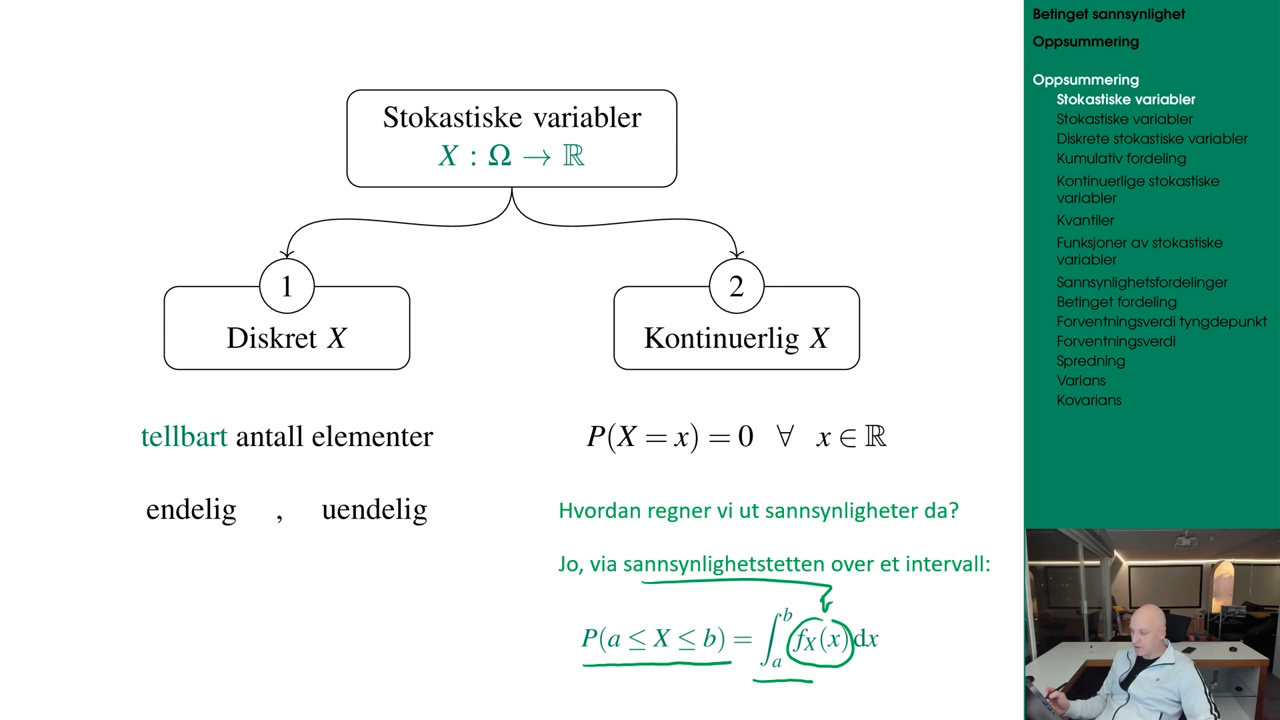 Stokastiske variabler
X : Ω → ℝ
1
2
Diskret X
Kontinuerlig X
tellbart antall elementer
P(X = x) = 0 ∀ x ∈ ℝ
endelig , uendelig
Hvordan regner vi ut sannsynligheter da?
Jo, via sannsynlighetstetten over et intervall:
P(a ≤ X ≤ b) = ∫_a^b f_X(x)dx
Betinget sannsynlighet
Oppsummering
Oppsummering
Stokastiske variabler
Stokastiske variabler
Diskrete stokastiske variabler
Kumulativ fordeling
Kontinuerlige stokastiske
variabler
Kvantiler
Funksjoner av stokastiske
variabler
Sannsynlighetsfordelinger
Betinget fordeling
Forventningsverdi tyngdepunkt
Forventningsverdi
Spredning
Varians
Kovarians